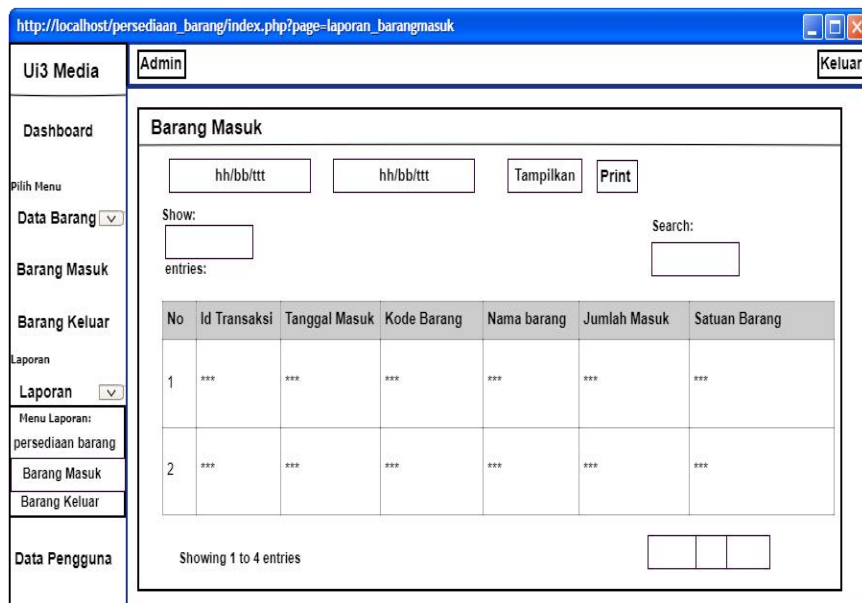 http://localhost/persediaan_barang/index.php?page=laporan_barangmasuk
Ui3 Media
Admin
Keluar
Dashboard
Pilih Menu
Data Barang
Barang Masuk
Barang Keluar
Laporan
Laporan
Menu Laporan:
persediaan barang
Barang Masuk
Barang Keluar
Data Pengguna
Barang Masuk
hh/bb/ttt hh/bb/ttt Tampilkan Print
Show:
entries:
Search:
No Id Transaksi Tanggal Masuk Kode Barang Nama barang Jumlah Masuk Satuan Barang
1 *** *** *** *** *** ***
2 *** *** *** *** *** ***
Showing 1 to 4 entries